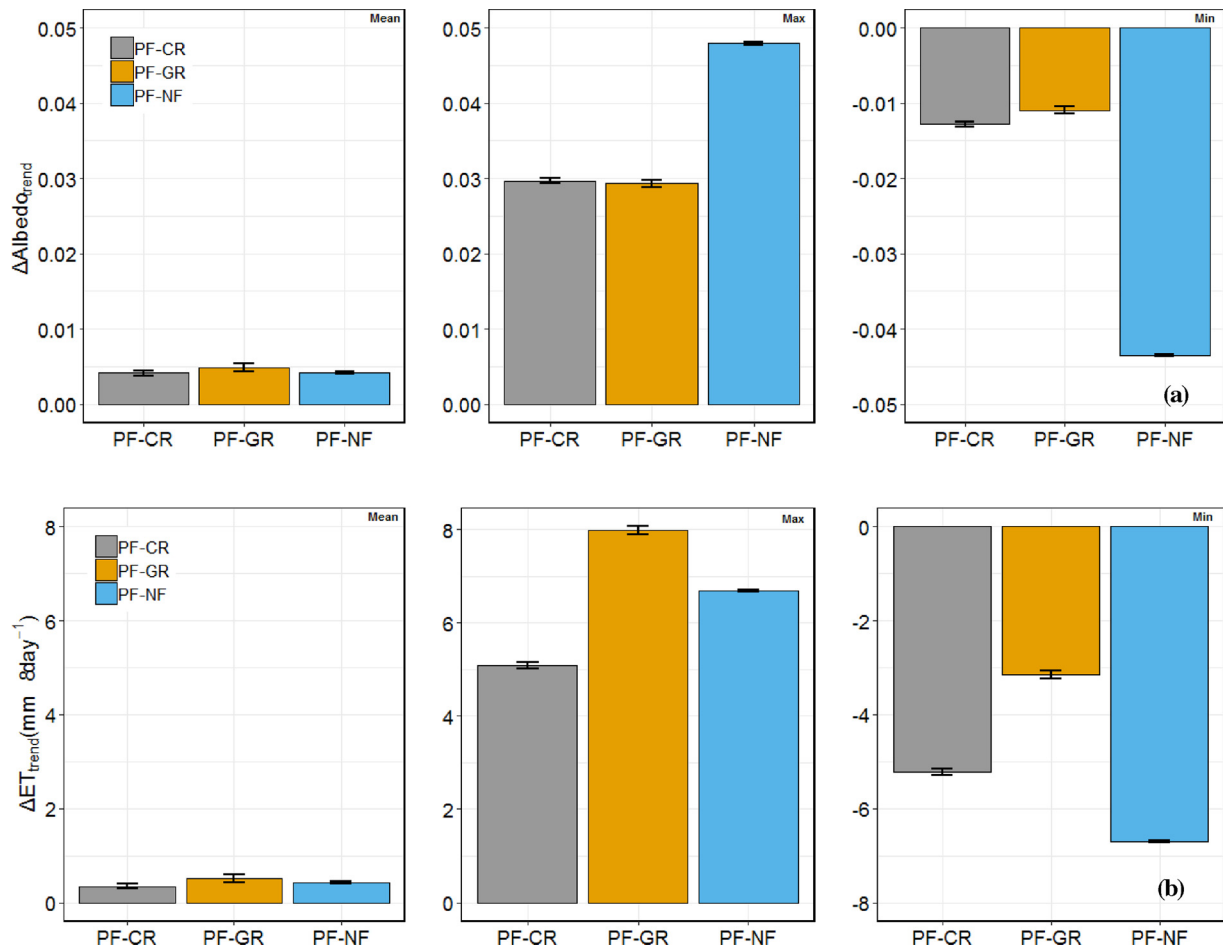 Mean
0.05
0.04
0.03
0.02
0.01
0.00
ΔAlbedo_trend
PF-CR
PF-GR
PF-NF
PF-CR PF-GR PF-NF
Max
0.05
0.04
0.03
0.02
0.01
0.00
PF-CR PF-GR PF-NF
Min
0.00
-0.01
-0.02
-0.03
-0.04
-0.05
(a)
PF-CR PF-GR PF-NF
Mean
8
6
4
2
0
ΔET_trend(mm 8day⁻¹)
PF-CR
PF-GR
PF-NF
PF-CR PF-GR PF-NF
Max
8
6
4
2
0
PF-CR PF-GR PF-NF
Min
0
-2
-4
-6
-8
(b)
PF-CR PF-GR PF-NF